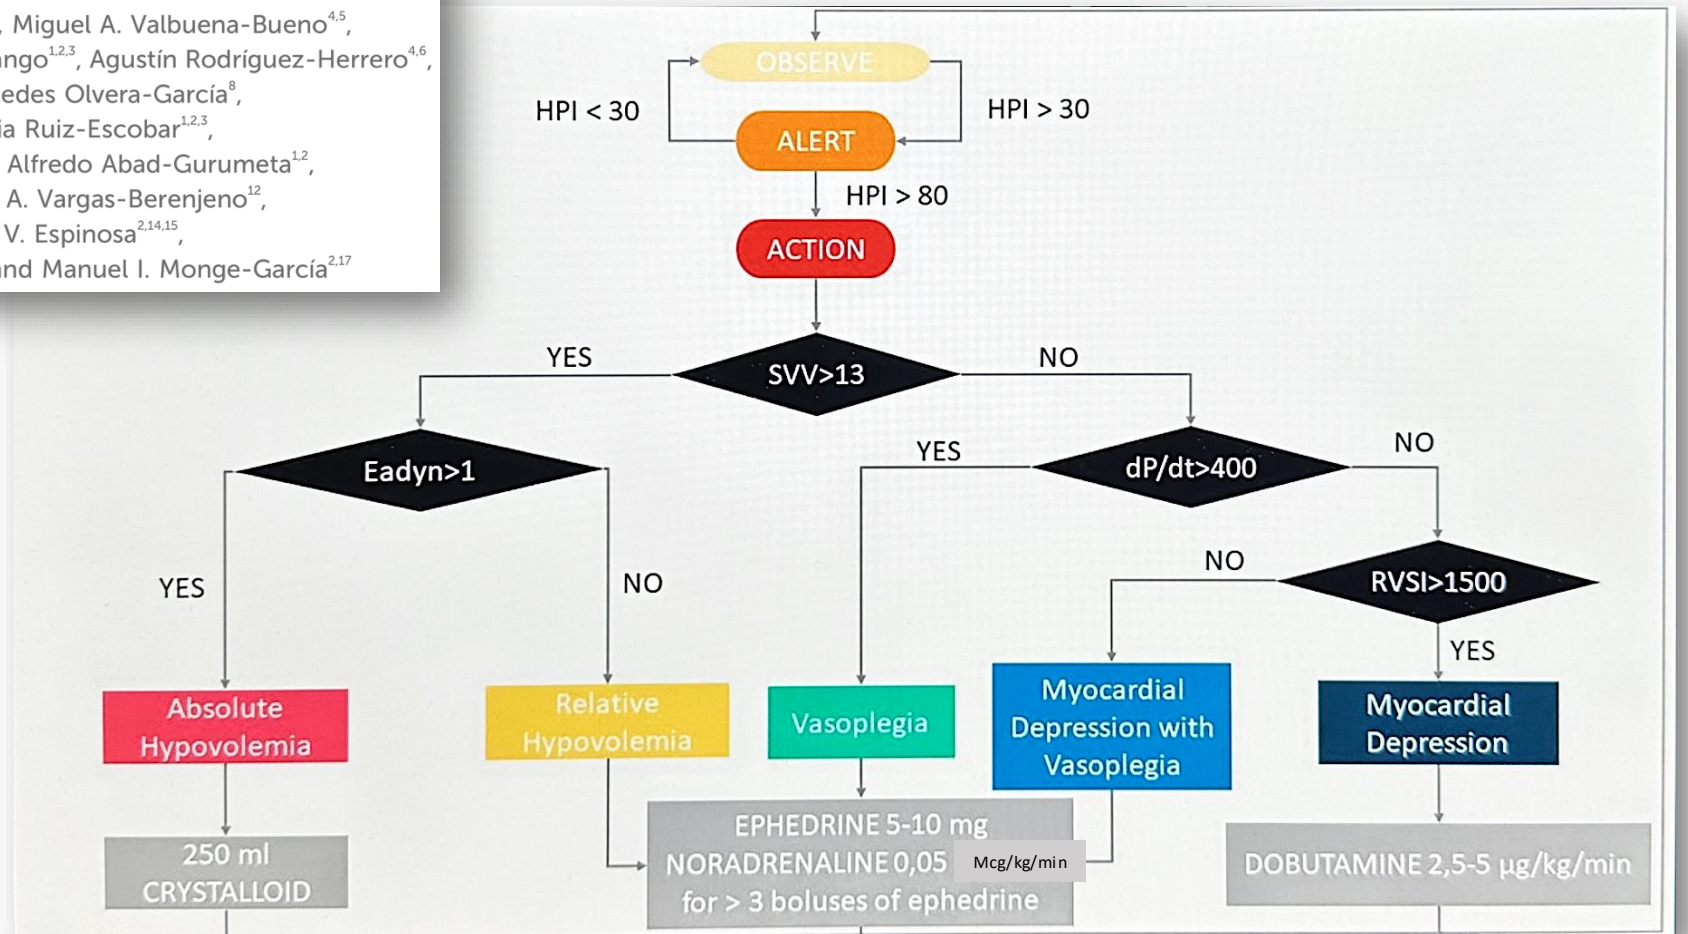 , Miguel A. Valbuena-Bueno4,5,
ngo1,2,3, Agustín Rodríguez-Herrero4,6,
edes Olvera-García8,
ia Ruiz-Escobar1,2,3,
Alfredo Abad-Gurumeta1,2,
A. Vargas-Berenjeno12,
V. Espinosa2,14,15,
and Manuel I. Monge-García2,17
OBSERVE
HPI < 30
HPI > 30
ALERT
HPI > 80
ACTION
YES
SVV>13
NO
Eadyn>1
YES
dP/dt>400
NO
YES
NO
NO
RVSI>1500
YES
Absolute
Hypovolemia
Relative
Hypovolemia
Vasoplegia
Myocardial
Depression with
Vasoplegia
Myocardial
Depression
250 ml
CRYSTALLOID
EPHEDRINE 5-10 mg
NORADRENALINE 0,05 Mcg/kg/min
for > 3 boluses of ephedrine
DOBUTAMINE 2,5-5 µg/kg/min